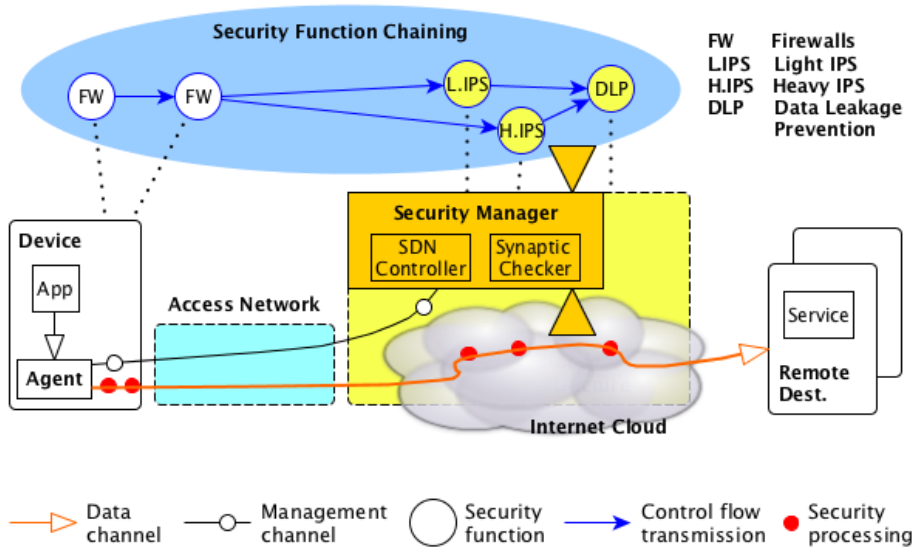 Security Function Chaining
FW
FW
L.IPS
H.IPS
DLP
FW Firewalls
L.IPS Light IPS
H.IPS Heavy IPS
DLP Data Leakage
Prevention
Device
App
Agent
Access Network
Security Manager
SDN
Controller
Synaptic
Checker
Internet Cloud
Service
Remote
Dest.
Data
channel
Management
channel
Security
function
Control flow
transmission
Security
processing